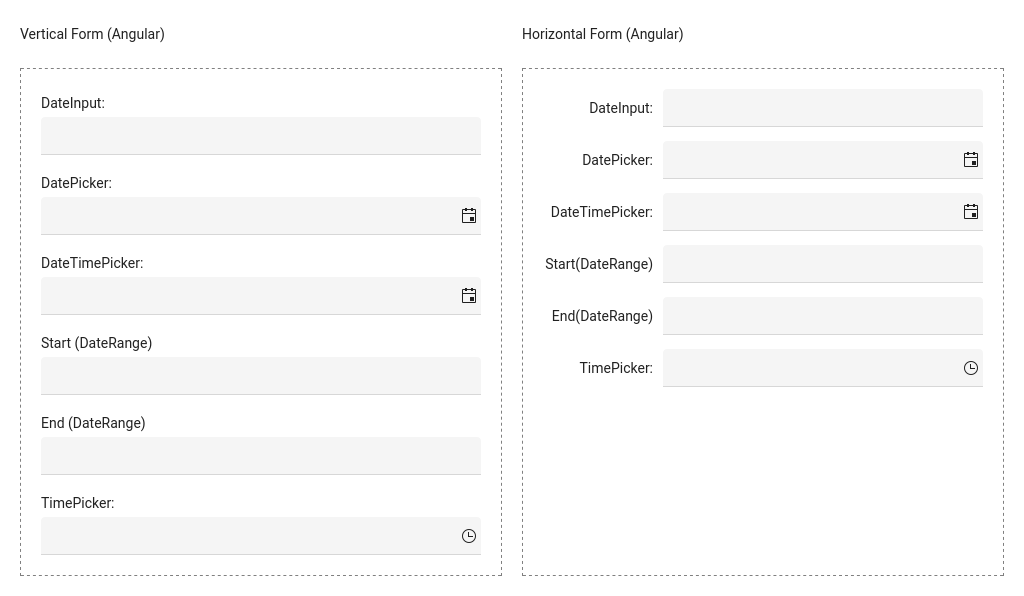 Vertical Form (Angular)
DateInput:
DatePicker:
DateTimePicker:
Start (DateRange)
End (DateRange)
TimePicker:
Horizontal Form (Angular)
DateInput:
DatePicker:
DateTimePicker:
Start(DateRange)
End(DateRange)
TimePicker: